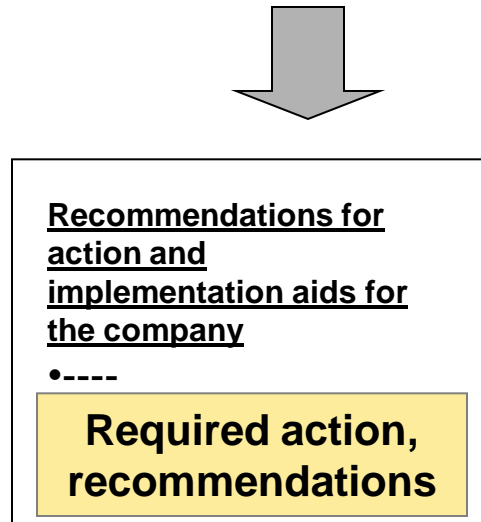 Recommendations for
action and
implementation aids for
the company
•----
Required action,
recommendations